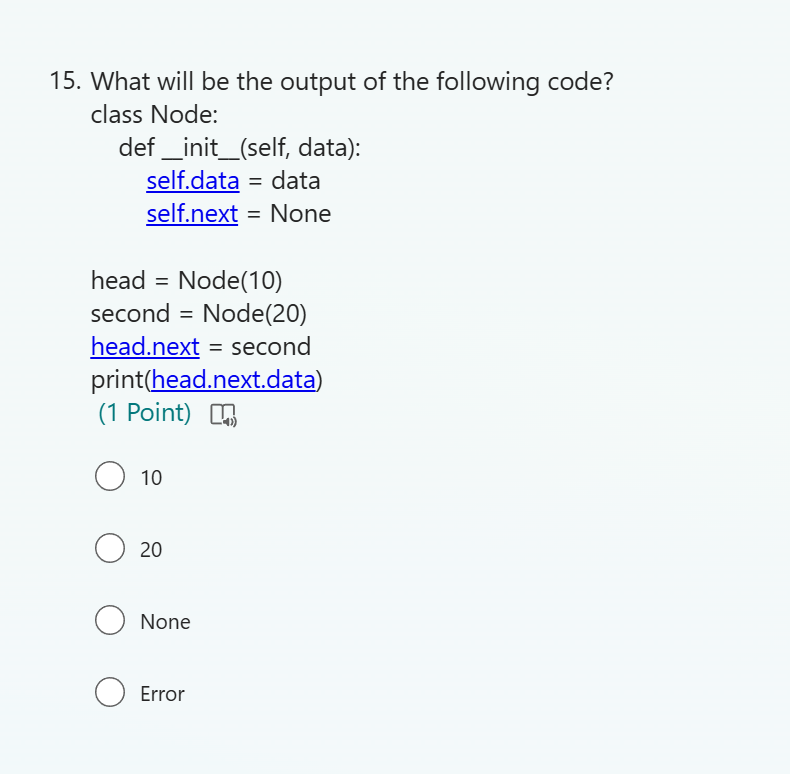 15. What will be the output of the following code?
class Node:
def __init__(self, data):
self.data = data
self.next = None
head = Node(10)
second = Node(20)
head.next = second
print(head.next.data)
(1 Point)
10
20
None
Error